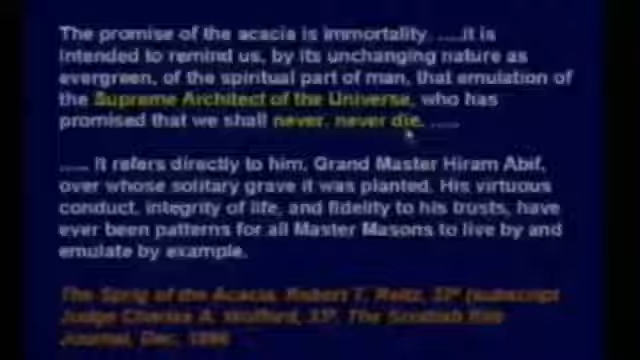 The promise of the acacia is immortality. .....it is
intended to remind us, by its unchanging nature as
evergreen, of the spiritual part of man, that emulation of
the Supreme Architect of the Universe, who has
promised that we shall never, never die. .....
..... It refers directly to him, Grand Master Hiram Abif,
over whose solitary grave it was planted. His virtuous
conduct, integrity of life, and fidelity to his trusts, have
ever been patterns for all Master Masons to live by and
emulate by example.
The Sprig of the Acacia, Robert T. Reitz, 32° (subscript
Judge Charles A. Wolford, 33°, The Scottish Rite
Journal, Dec.